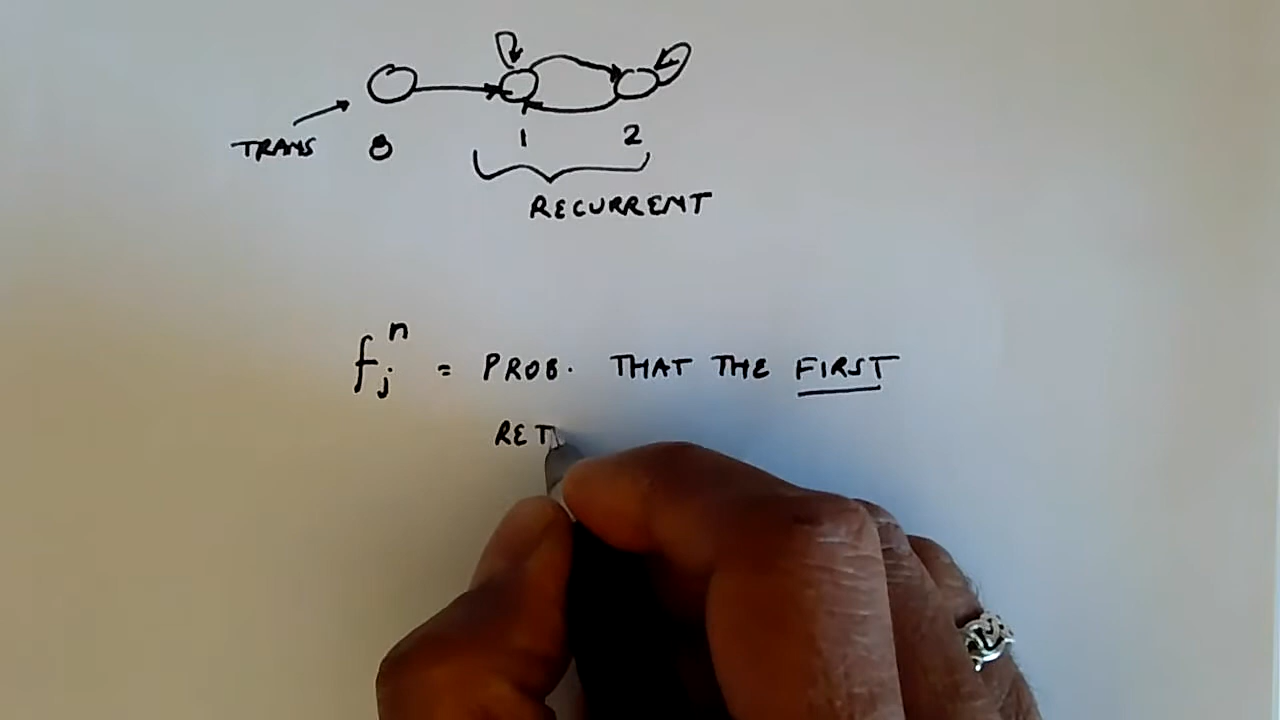 TRANS 0 1 2
RECURRENT
f_j^n = PROB. THAT THE FIRST
RET